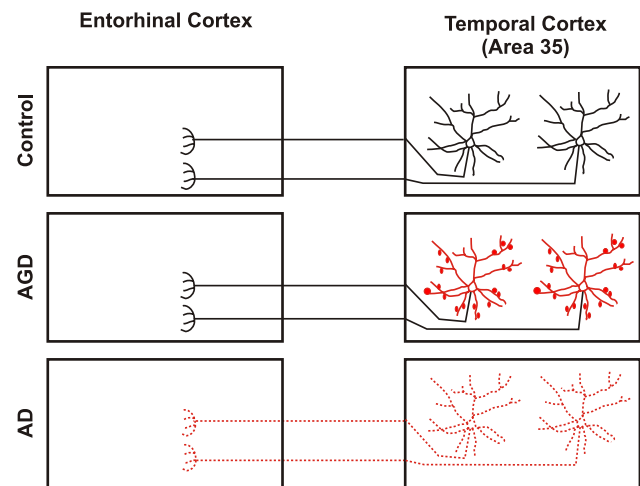 Entorhinal Cortex
Temporal Cortex
(Area 35)
Control
AGD
AD